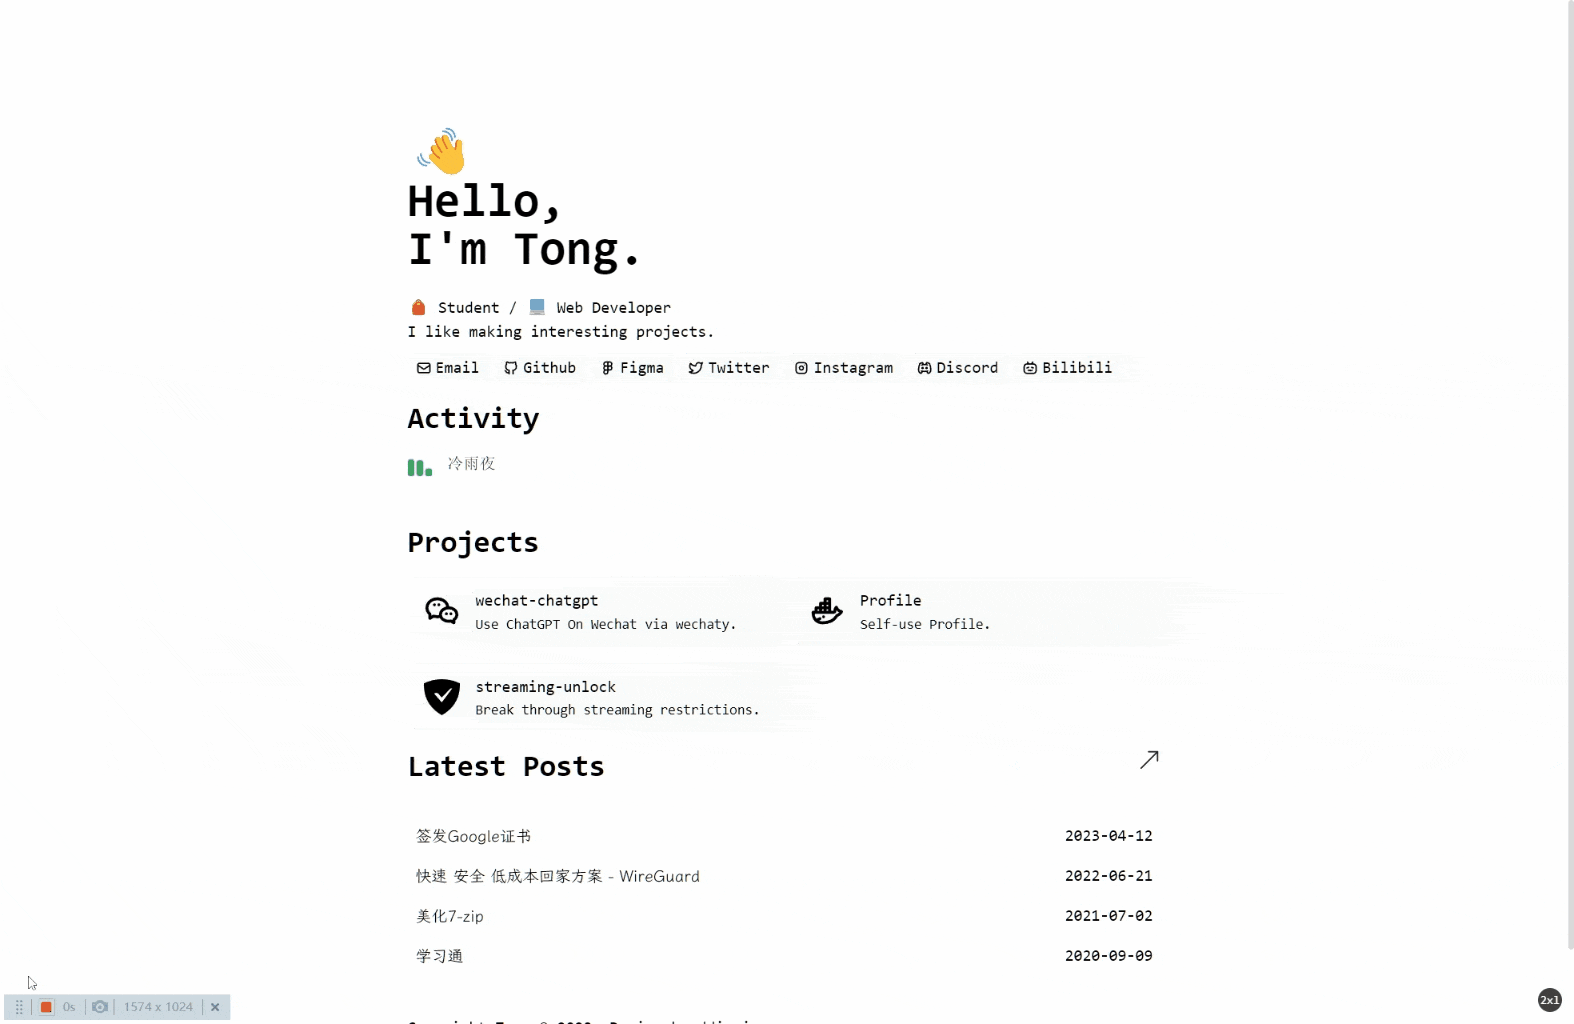 Hello,
I'm Tong.
Student / Web Developer
I like making interesting projects.
Email Github Figma Twitter Instagram Discord Bilibili
Activity
冷雨夜
Projects
wechat-chatgpt
Use ChatGPT On Wechat via wechaty.
Profile
Self-use Profile.
streaming-unlock
Break through streaming restrictions.
Latest Posts
签发Google证书 2023-04-12
快速 安全 低成本回家方案 - WireGuard 2022-06-21
美化7-zip 2021-07-02
学习通 2020-09-09
0s 1574 x 1024
2x1